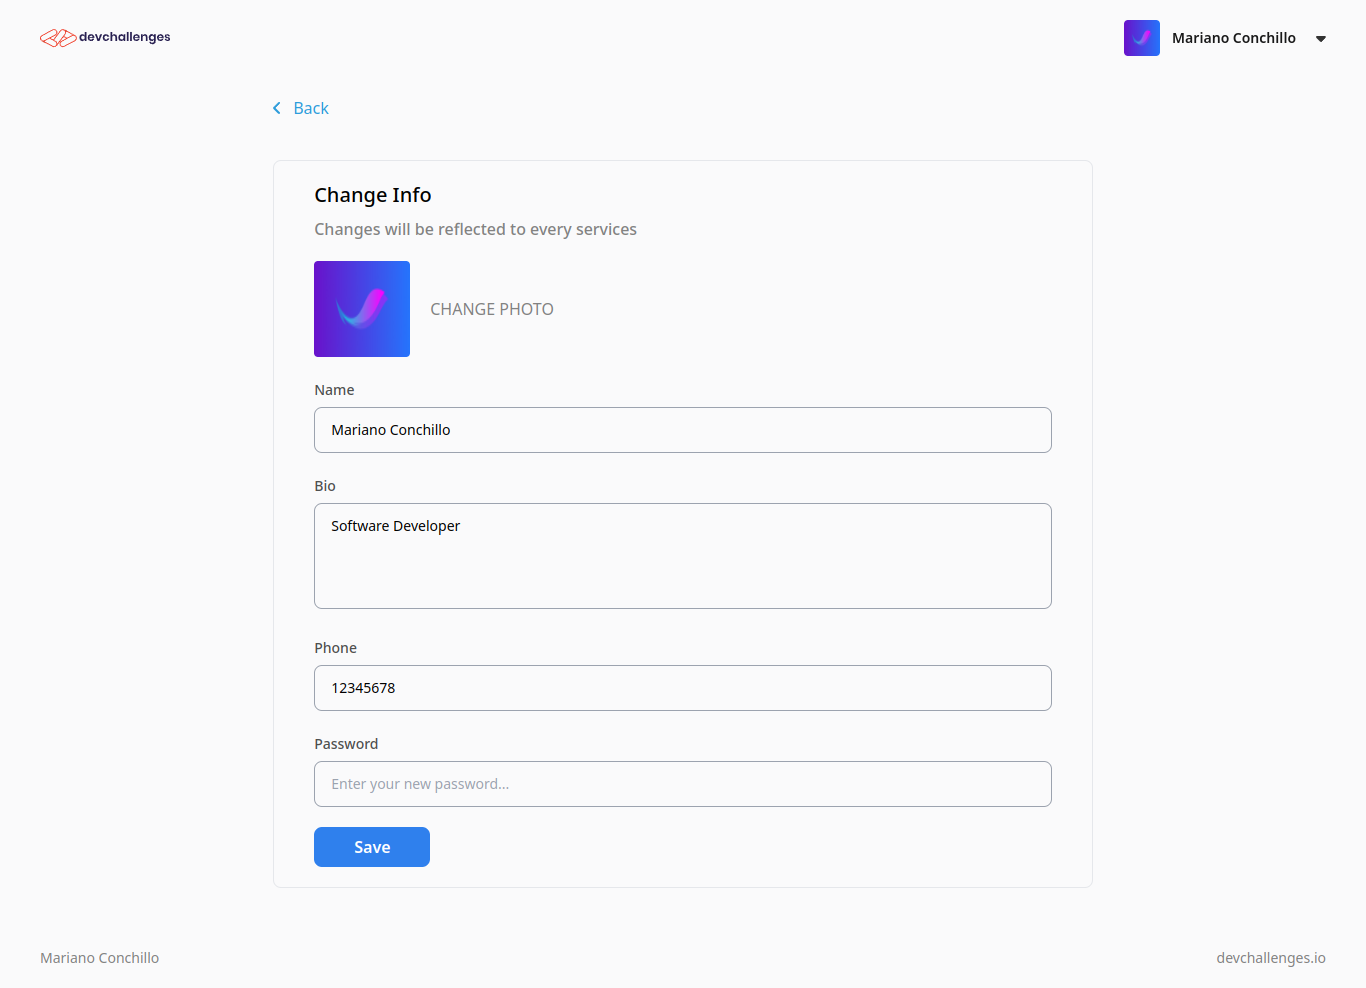 devchallenges
Mariano Conchillo
Back
Change Info
Changes will be reflected to every services
CHANGE PHOTO
Name
Mariano Conchillo
Bio
Software Developer
Phone
12345678
Password
Enter your new password...
Save
Mariano Conchillo
devchallenges.io